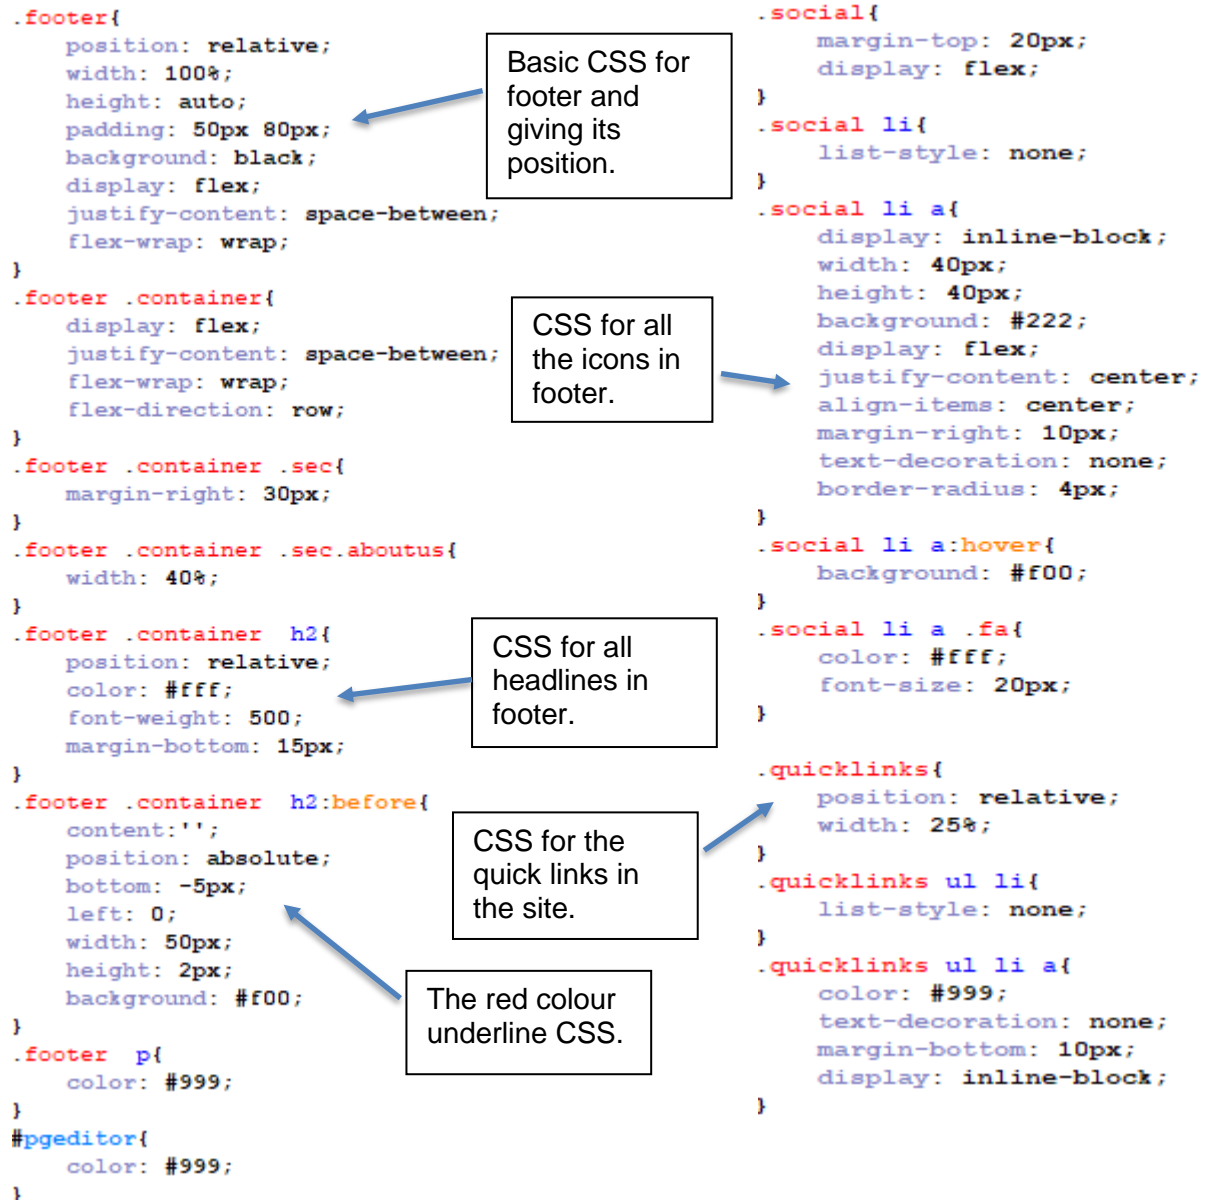 .footer{
position: relative;
width: 100%;
height: auto;
padding: 50px 80px;
background: black;
display: flex;
justify-content: space-between;
flex-wrap: wrap;
}
.footer .container{
display: flex;
justify-content: space-between;
flex-wrap: wrap;
flex-direction: row;
}
.footer .container .sec{
margin-right: 30px;
}
.footer .container .sec.aboutus{
width: 40%;
}
.footer .container  h2{
position: relative;
color: #fff;
font-weight: 500;
margin-bottom: 15px;
}
.footer .container  h2:before{
content:'';
position: absolute;
bottom: -5px;
left: 0;
width: 50px;
height: 2px;
background: #f00;
}
.footer  p{
color: #999;
}
#pgeditor{
color: #999;
}
Basic CSS for
footer and
giving its
position.
CSS for all
the icons in
footer.
CSS for all
headlines in
footer.
CSS for the
quick links in
the site.
The red colour
underline CSS.
.social{
margin-top: 20px;
display: flex;
}
.social li{
list-style: none;
}
.social li a{
display: inline-block;
width: 40px;
height: 40px;
background: #222;
display: flex;
justify-content: center;
align-items: center;
margin-right: 10px;
text-decoration: none;
border-radius: 4px;
}
.social li a:hover{
background: #f00;
}
.social li a .fa{
color: #fff;
font-size: 20px;
}
.quicklinks{
position: relative;
width: 25%;
}
.quicklinks ul li{
list-style: none;
}
.quicklinks ul li a{
color: #999;
text-decoration: none;
margin-bottom: 10px;
display: inline-block;
}